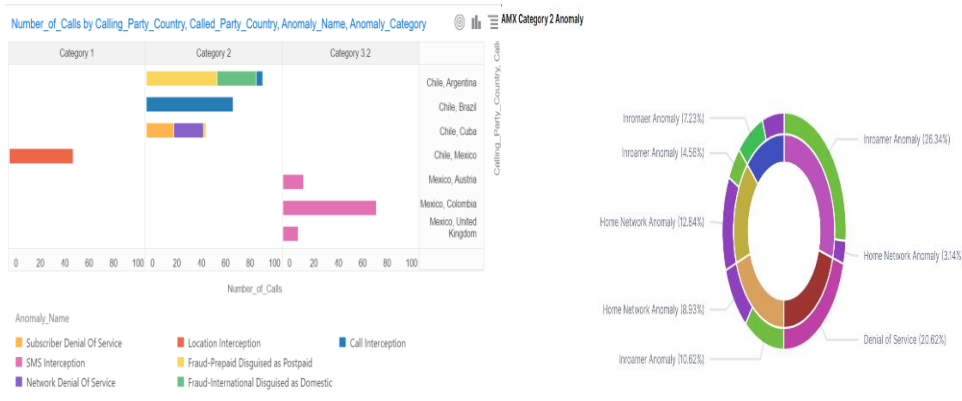 Number_of_Calls by Calling_Party_Country, Called_Party_Country, Anomaly_Name, Anomaly_Category
Category 1
Category 2
Category 3.2
Chile, Argentina
Chile, Brazil
Chile, Cuba
Chile, Mexico
Mexico, Austria
Mexico, Colombia
Mexico, United
Kingdom
0 20 40 60 80 100 0 20 40 60 80 100 0 20 40 60 80 100
Number_of_Calls
Calling_Party_Country, Call
Anomaly_Name
Subscriber Denial Of Service
Location Interception
Call Interception
SMS Interception
Fraud-Prepaid Disguised as Postpaid
Network Denial Of Service
Fraud-International Disguised as Domestic
AMX Category 2 Anomaly
Inromaer Anomaly (7.23%)
Inroamer Anomaly (26.34%)
Inroamer Anomaly (4.56%)
Home Network Anomaly (12.84%)
Home Network Anomaly (3.14%
Home Network Anomaly (8.93%)
Denial of Service (20.62%)
Inroamer Anomaly (10.62%)